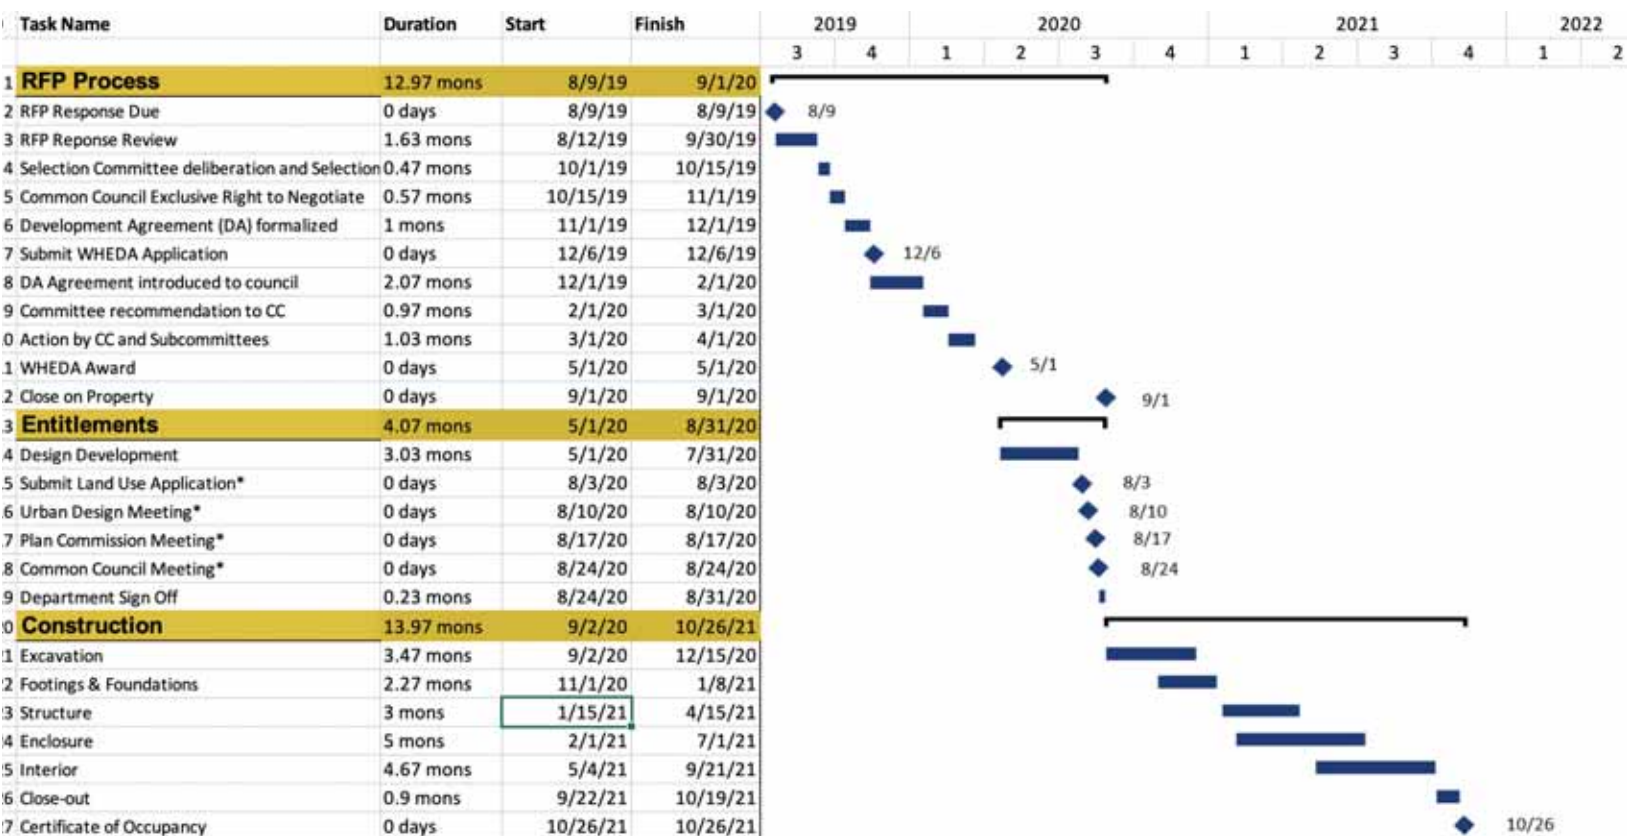 Task Name Duration Start Finish 2019 2020 2021 2022
3 4 1 2 3 4 1 2 3 4 1 2
1 RFP Process 12.97 mons 8/9/19 9/1/20
2 RFP Response Due 0 days 8/9/19 8/9/19 8/9
3 RFP Reponse Review 1.63 mons 8/12/19 9/30/19
4 Selection Committee deliberation and Selection 0.47 mons 10/1/19 10/15/19
5 Common Council Exclusive Right to Negotiate 0.57 mons 10/15/19 11/1/19
6 Development Agreement (DA) formalized 1 mons 11/1/19 12/1/19
7 Submit WHEDA Application 0 days 12/6/19 12/6/19 12/6
8 DA Agreement introduced to council 2.07 mons 12/1/19 2/1/20
9 Committee recommendation to CC 0.97 mons 2/1/20 3/1/20
0 Action by CC and Subcommittees 1.03 mons 3/1/20 4/1/20
1 WHEDA Award 0 days 5/1/20 5/1/20 5/1
2 Close on Property 0 days 9/1/20 9/1/20 9/1
3 Entitlements 4.07 mons 5/1/20 8/31/20
4 Design Development 3.03 mons 5/1/20 7/31/20
5 Submit Land Use Application* 0 days 8/3/20 8/3/20 8/3
6 Urban Design Meeting* 0 days 8/10/20 8/10/20 8/10
7 Plan Commission Meeting* 0 days 8/17/20 8/17/20 8/17
8 Common Council Meeting* 0 days 8/24/20 8/24/20 8/24
9 Department Sign Off 0.23 mons 8/24/20 8/31/20
0 Construction 13.97 mons 9/2/20 10/26/21
1 Excavation 3.47 mons 9/2/20 12/15/20
2 Footings & Foundations 2.27 mons 11/1/20 1/8/21
3 Structure 3 mons 1/15/21 4/15/21
4 Enclosure 5 mons 2/1/21 7/1/21
5 Interior 4.67 mons 5/4/21 9/21/21
6 Close-out 0.9 mons 9/22/21 10/19/21
7 Certificate of Occupancy 0 days 10/26/21 10/26/21 10/26